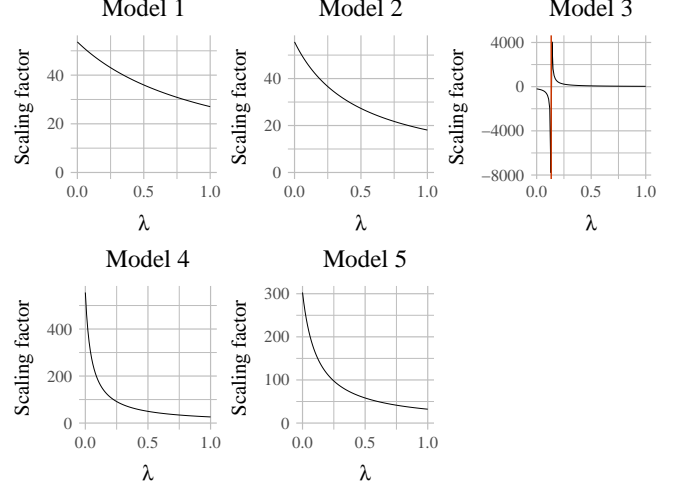 Model 1
Model 2
Model 3
Scaling factor
40
20
0
0.0 0.5 1.0
λ
Scaling factor
40
20
0
0.0 0.5 1.0
λ
Scaling factor
4000
0
−4000
−8000
0.0 0.5 1.0
λ
Model 4
Model 5
Scaling factor
400
200
0
0.0 0.5 1.0
λ
Scaling factor
300
200
100
0
0.0 0.5 1.0
λ